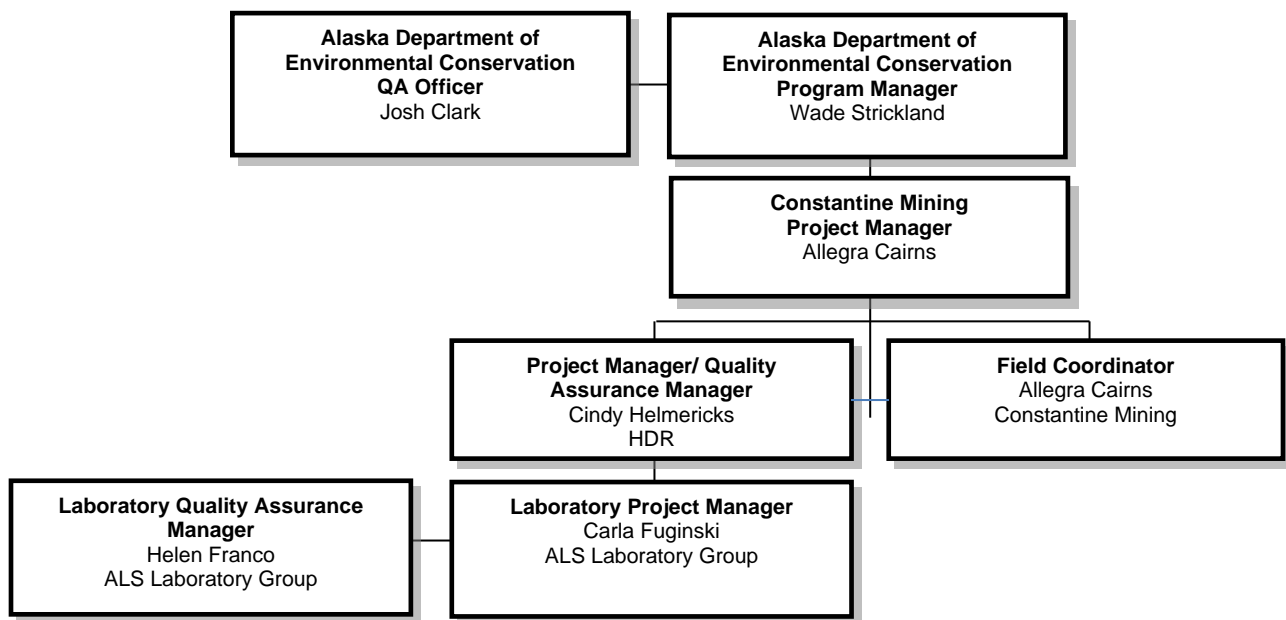 Alaska Department of
Environmental Conservation
QA Officer
Josh Clark
Alaska Department of
Environmental Conservation
Program Manager
Wade Strickland
Constantine Mining
Project Manager
Allegra Cairns
Project Manager/ Quality
Assurance Manager
Cindy Helmericks
HDR
Field Coordinator
Allegra Cairns
Constantine Mining
Laboratory Quality Assurance
Manager
Helen Franco
ALS Laboratory Group
Laboratory Project Manager
Carla Fuginski
ALS Laboratory Group